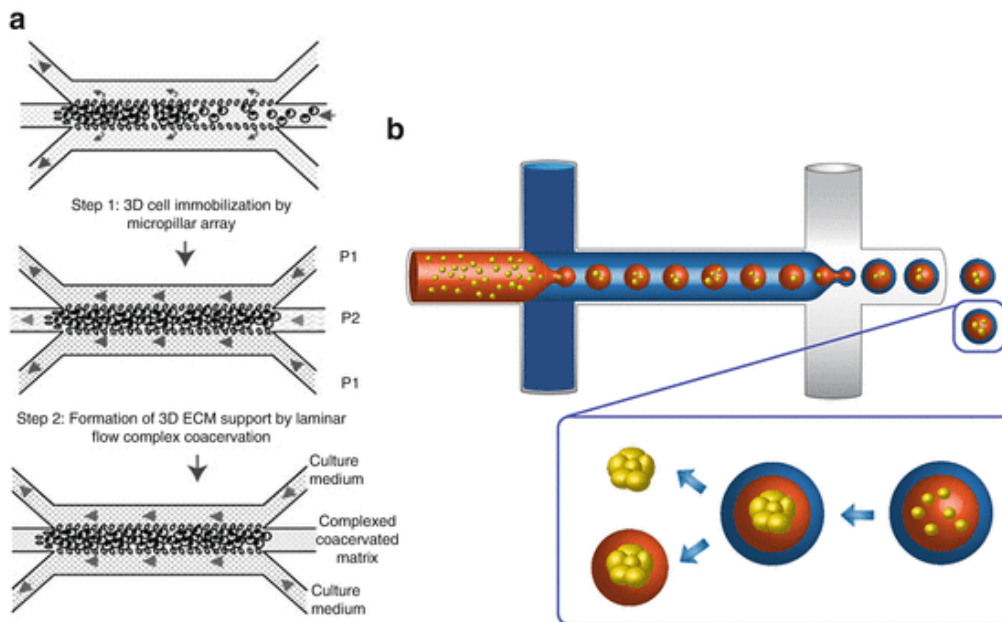 a
Step 1: 3D cell immobilization by
micropillar array
P1
P2
P1
Step 2: Formation of 3D ECM support by laminar
flow complex coacervation
Culture
medium
Complexed
coacervated
matrix
Culture
medium
b